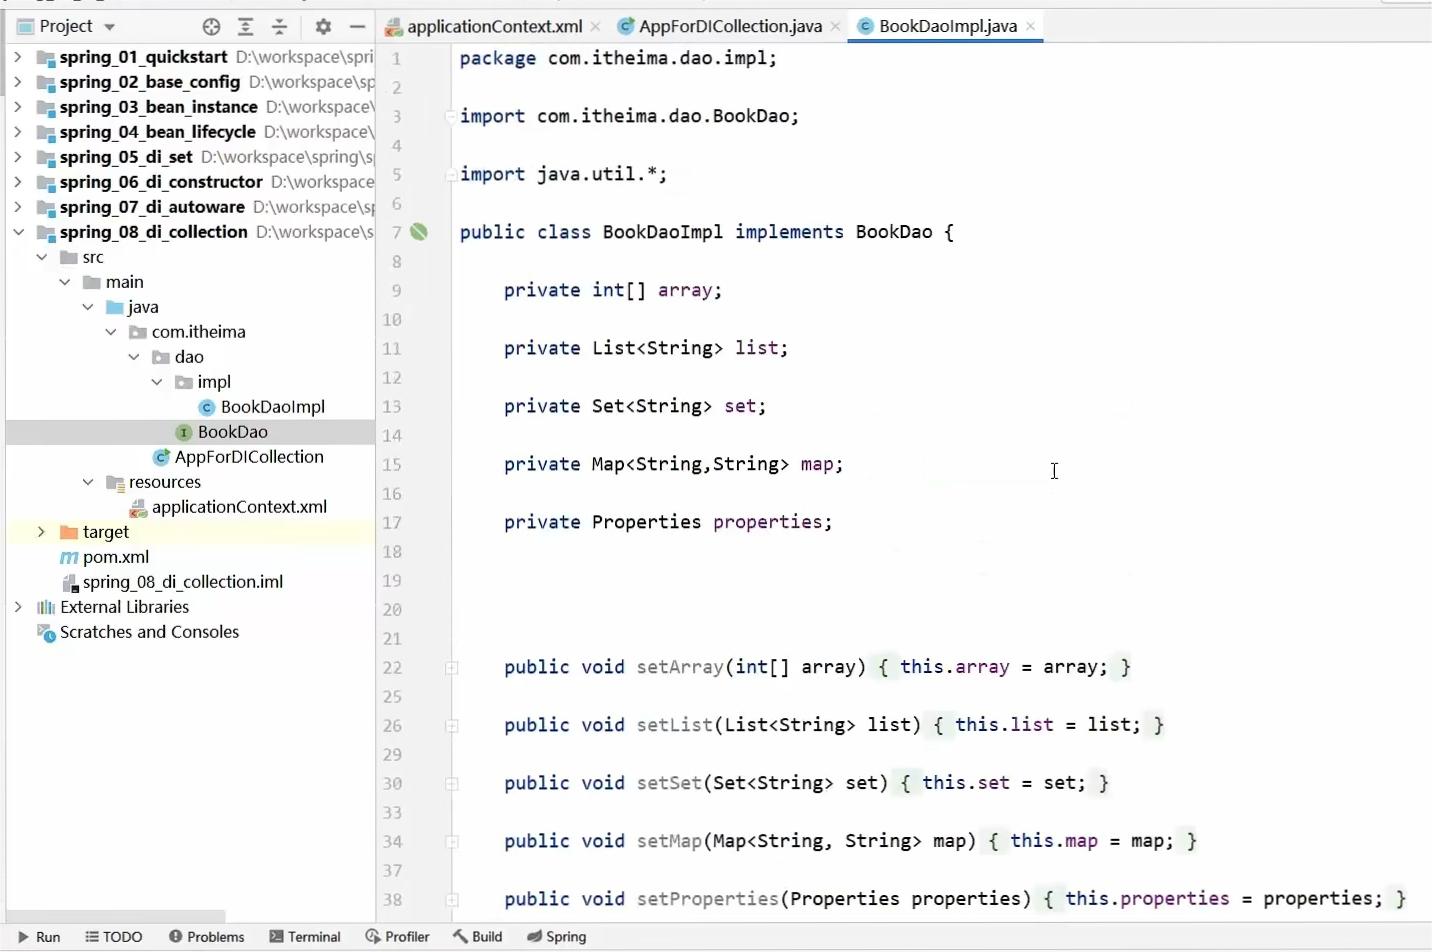 Project
applicationContext.xml
AppForDICollection.java
BookDaoImpl.java
spring_01_quickstart D:\workspace\spri
spring_02_base_config D:\workspace\sp
spring_03_bean_instance D:\workspace\
spring_04_bean_lifecycle D:\workspace\
spring_05_di_set D:\workspace\spring\s
spring_06_di_constructor D:\workspace
spring_07_di_autoware D:\workspace\sp
spring_08_di_collection D:\workspace\s
src
main
java
com.itheima
dao
impl
BookDaoImpl
BookDao
AppForDICollection
resources
applicationContext.xml
target
pom.xml
spring_08_di_collection.iml
External Libraries
Scratches and Consoles
1 package com.itheima.dao.impl;
2
3 import com.itheima.dao.BookDao;
4
5 import java.util.*;
6
7 public class BookDaoImpl implements BookDao {
8
9 private int[] array;
10
11 private List<String> list;
12
13 private Set<String> set;
14
15 private Map<String,String> map;
16
17 private Properties properties;
18
19
20
21
22 public void setArray(int[] array) { this.array = array; }
25
26 public void setList(List<String> list) { this.list = list; }
29
30 public void setSet(Set<String> set) { this.set = set; }
33
34 public void setMap(Map<String, String> map) { this.map = map; }
37
38 public void setProperties(Properties properties) { this.properties = properties; }
Run TODO Problems Terminal Profiler Build Spring